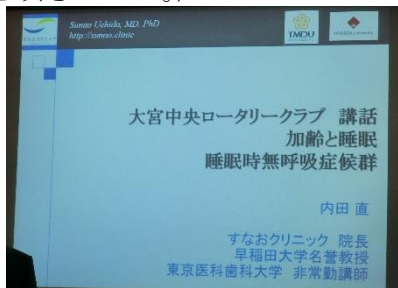 Sunao Uchida, MD. PhD
http://sunao.clinic
TMDU
大宮中央ロータリークラブ 講話
加齢と睡眠
睡眠時無呼吸症候群
内田 直
すなおクリニック 院長
早稲田大学名誉教授
東京医科歯科大学 非常勤講師